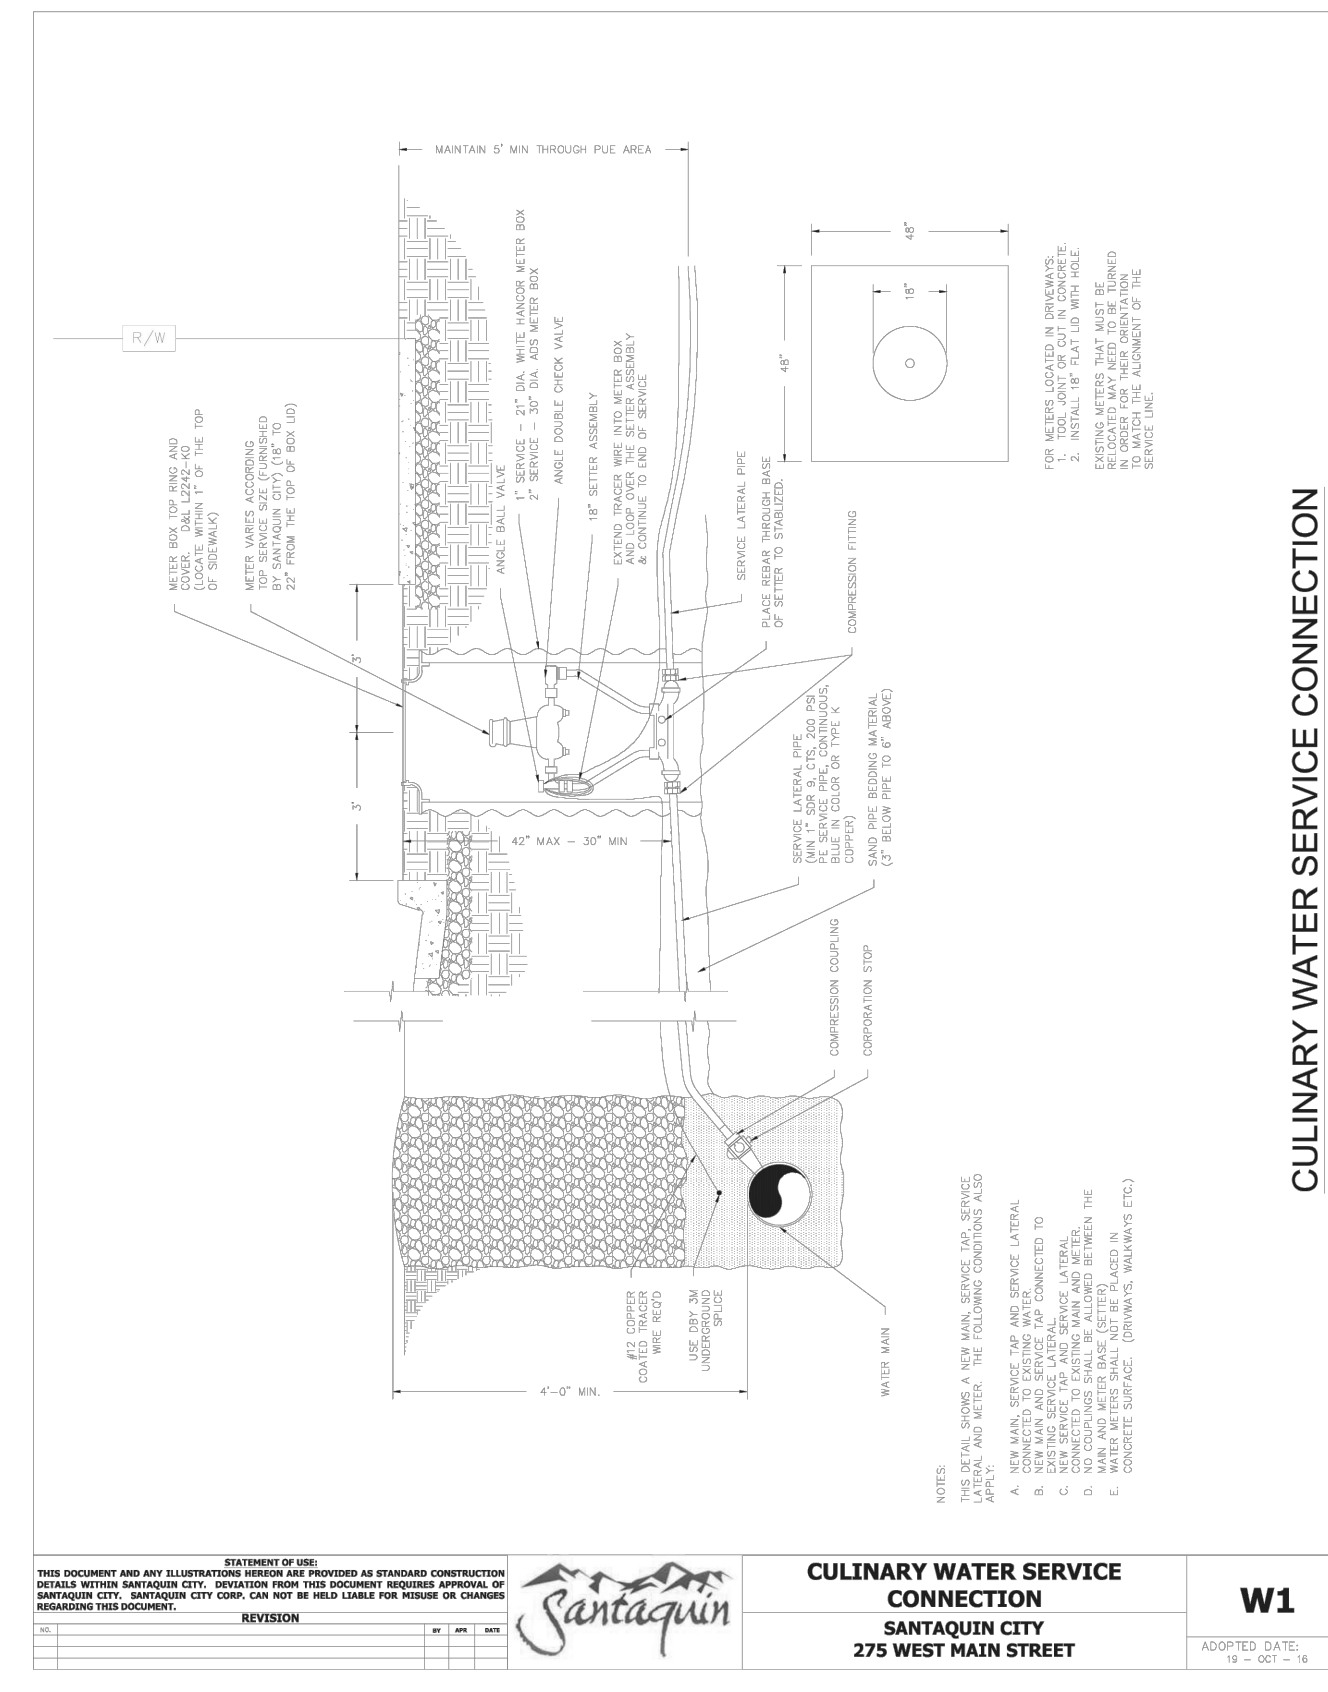 MAINTAIN 5' MIN THROUGH PUE AREA
R/W
METER BOX TOP RING AND
COVER. D&L L2242-K0
(LOCATE WITHIN 1" OF THE TOP
OF SIDEWALK)
METER VARIES ACCORDING
TOP SERVICE SIZE (FURNISHED
BY SANTAQUIN CITY) (18" TO
22" FROM THE TOP OF BOX LID)
ANGLE BALL VALVE
1" SERVICE - 21" DIA. WHITE HANCOR METER BOX
2" SERVICE - 30" DIA. ADS METER BOX
ANGLE DOUBLE CHECK VALVE
18" SETTER ASSEMBLY
EXTEND TRACER WIRE INTO METER BOX
AND LOOP OVER THE SETTER ASSEMBLY
& CONTINUE TO END OF SERVICE
SERVICE LATERAL PIPE
PLACE REBAR THROUGH BASE
OF SETTER TO STABLIZED.
COMPRESSION FITTING
48"
48"
18"
FOR METERS LOCATED IN DRIVEWAYS:
1. TOOL JOINT OR CUT IN CONCRETE.
2. INSTALL 18" FLAT LID WITH HOLE.
EXISTING METERS THAT MUST BE
RELOCATED MAY NEED TO BE TURNED
IN ORDER FOR THEIR ORIENTATION
TO MATCH THE ALIGNMENT OF THE
SERVICE LINE.
3'
3'
42" MAX - 30" MIN
SERVICE LATERAL PIPE
(MIN 1" SDR 9, CTS, 200 PSI
PE SERVICE PIPE, CONTINUOUS,
BLUE IN COLOR OR TYPE K
COPPER)
SAND PIPE BEDDING MATERIAL
(3" BELOW PIPE TO 6" ABOVE)
COMPRESSION COUPLING
CORPORATION STOP
#12 COPPER
COATED TRACER
WIRE REQ'D
USE DBY 3M
UNDERGROUND
SPLICE
WATER MAIN
4'-0" MIN.
NOTES:
THIS DETAIL SHOWS A NEW MAIN, SERVICE TAP, SERVICE
LATERAL AND METER. THE FOLLOWING CONDITIONS ALSO
APPLY:
A. NEW MAIN, SERVICE TAP AND SERVICE LATERAL
CONNECTED TO EXISTING WATER.
B. NEW MAIN AND SERVICE TAP CONNECTED TO
EXISTING SERVICE LATERAL.
C. NEW SERVICE TAP AND SERVICE LATERAL
CONNECTED TO EXISTING MAIN AND METER.
D. NO COUPLINGS SHALL BE ALLOWED BETWEEN THE
MAIN AND METER BASE (SETTER)
E. WATER METERS SHALL NOT BE PLACED IN
CONCRETE SURFACE. (DRIVWAYS, WALKWAYS ETC.)
CULINARY WATER SERVICE CONNECTION
STATEMENT OF USE:
THIS DOCUMENT AND ANY ILLUSTRATIONS HEREON ARE PROVIDED AS STANDARD CONSTRUCTION
DETAILS WITHIN SANTAQUIN CITY. DEVIATION FROM THIS DOCUMENT REQUIRES APPROVAL OF
SANTAQUIN CITY. SANTAQUIN CITY CORP. CAN NOT BE HELD LIABLE FOR MISUSE OR CHANGES
REGARDING THIS DOCUMENT.
REVISION
NO. BY APR DATE
Santaquin
CULINARY WATER SERVICE
CONNECTION
SANTAQUIN CITY
275 WEST MAIN STREET
W1
ADOPTED DATE:
19 - OCT - 16